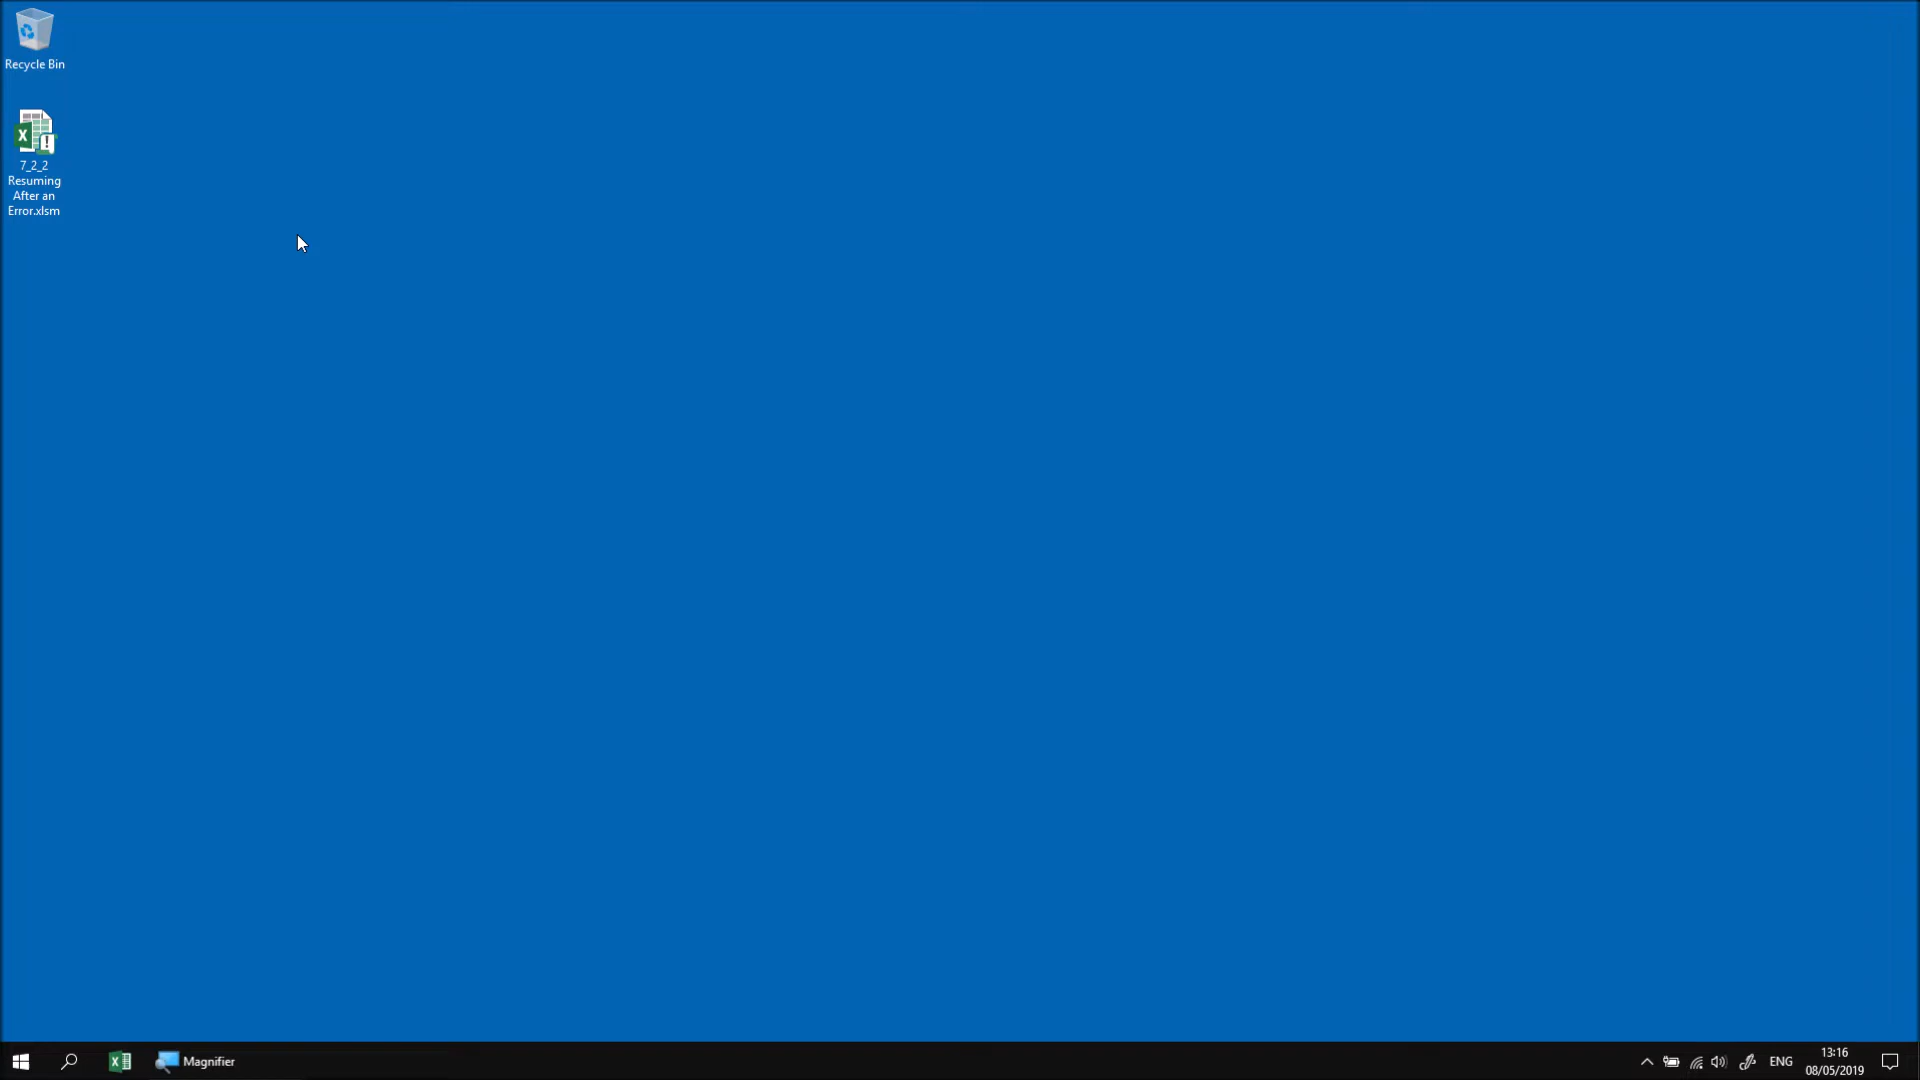 Recycle Bin
7_2_2
Resuming
After an
Error.xlsm
Magnifier
ENG
13:16
08/05/2019